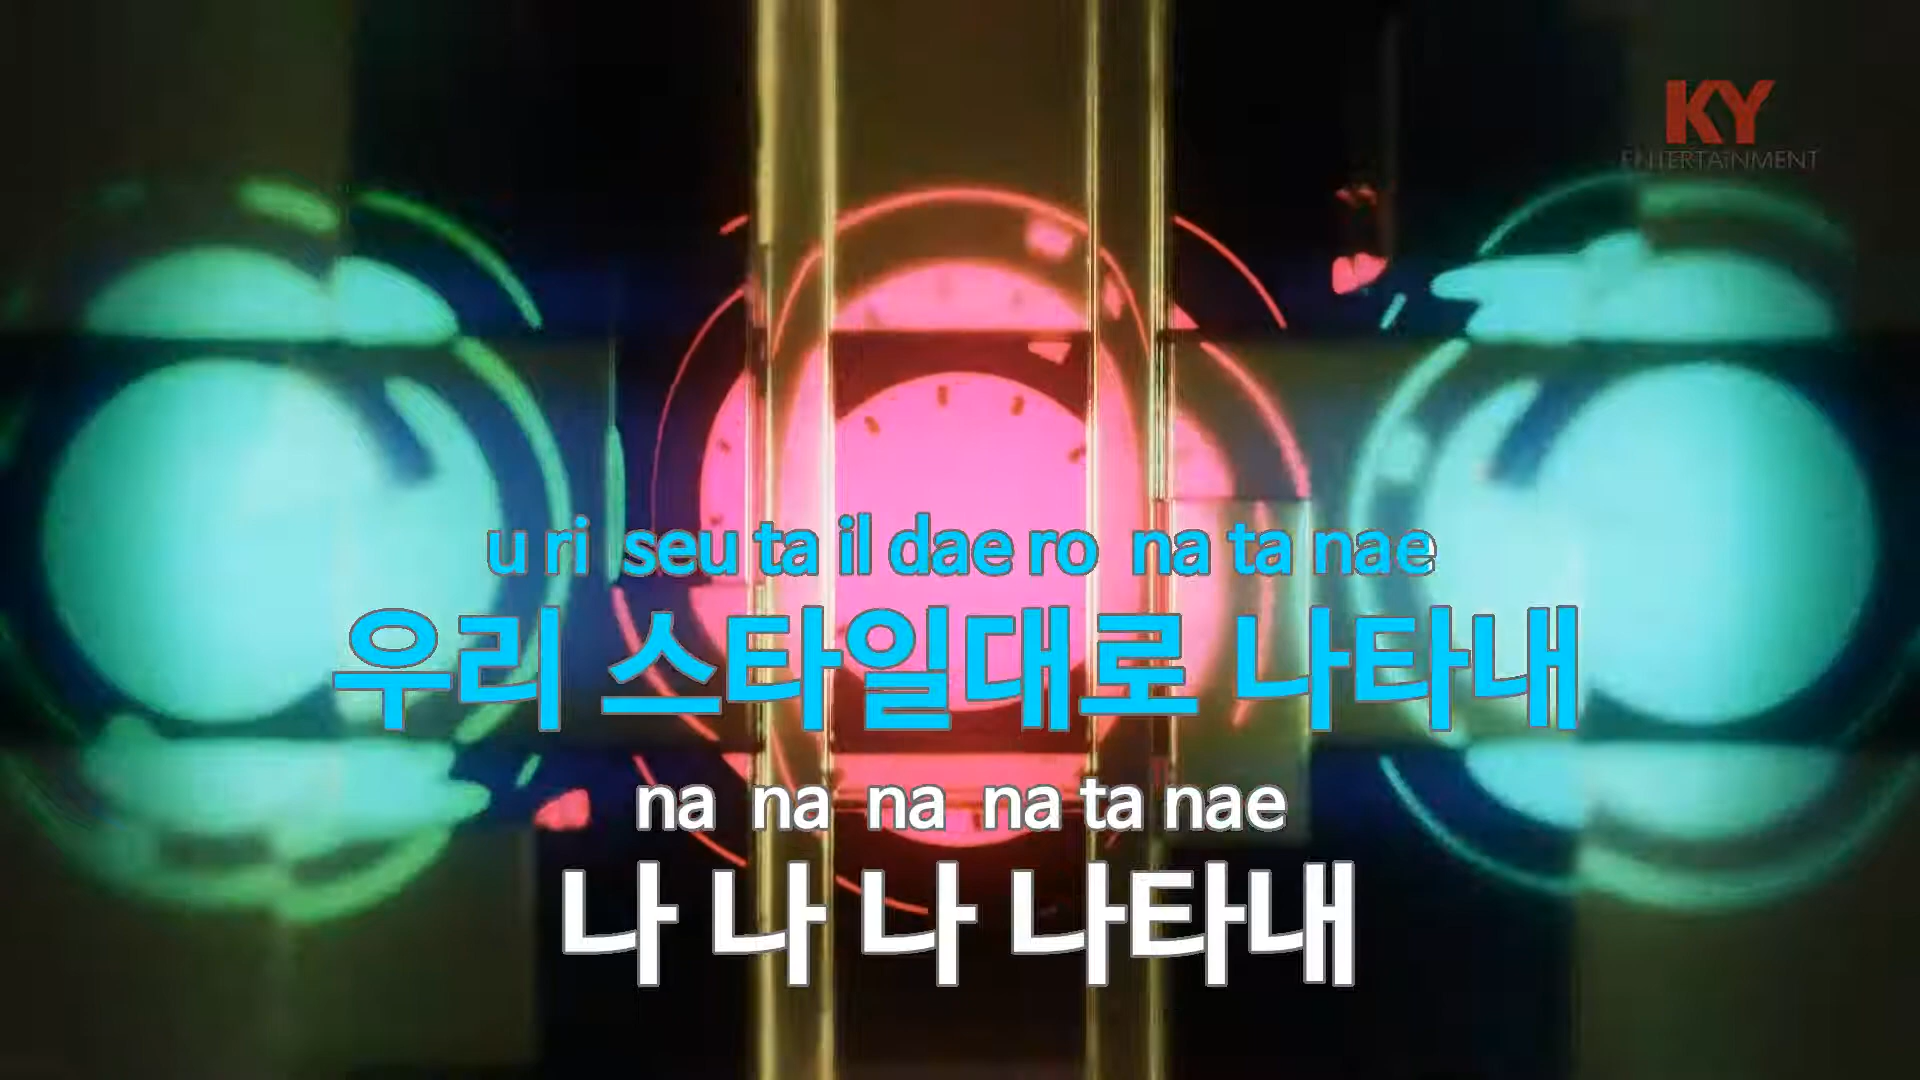 KY
ENTERTAINMENT
u ri seu ta il dae ro na ta nae
우리 스타일대로 나타내
na na na na ta nae
나 나 나 나타내